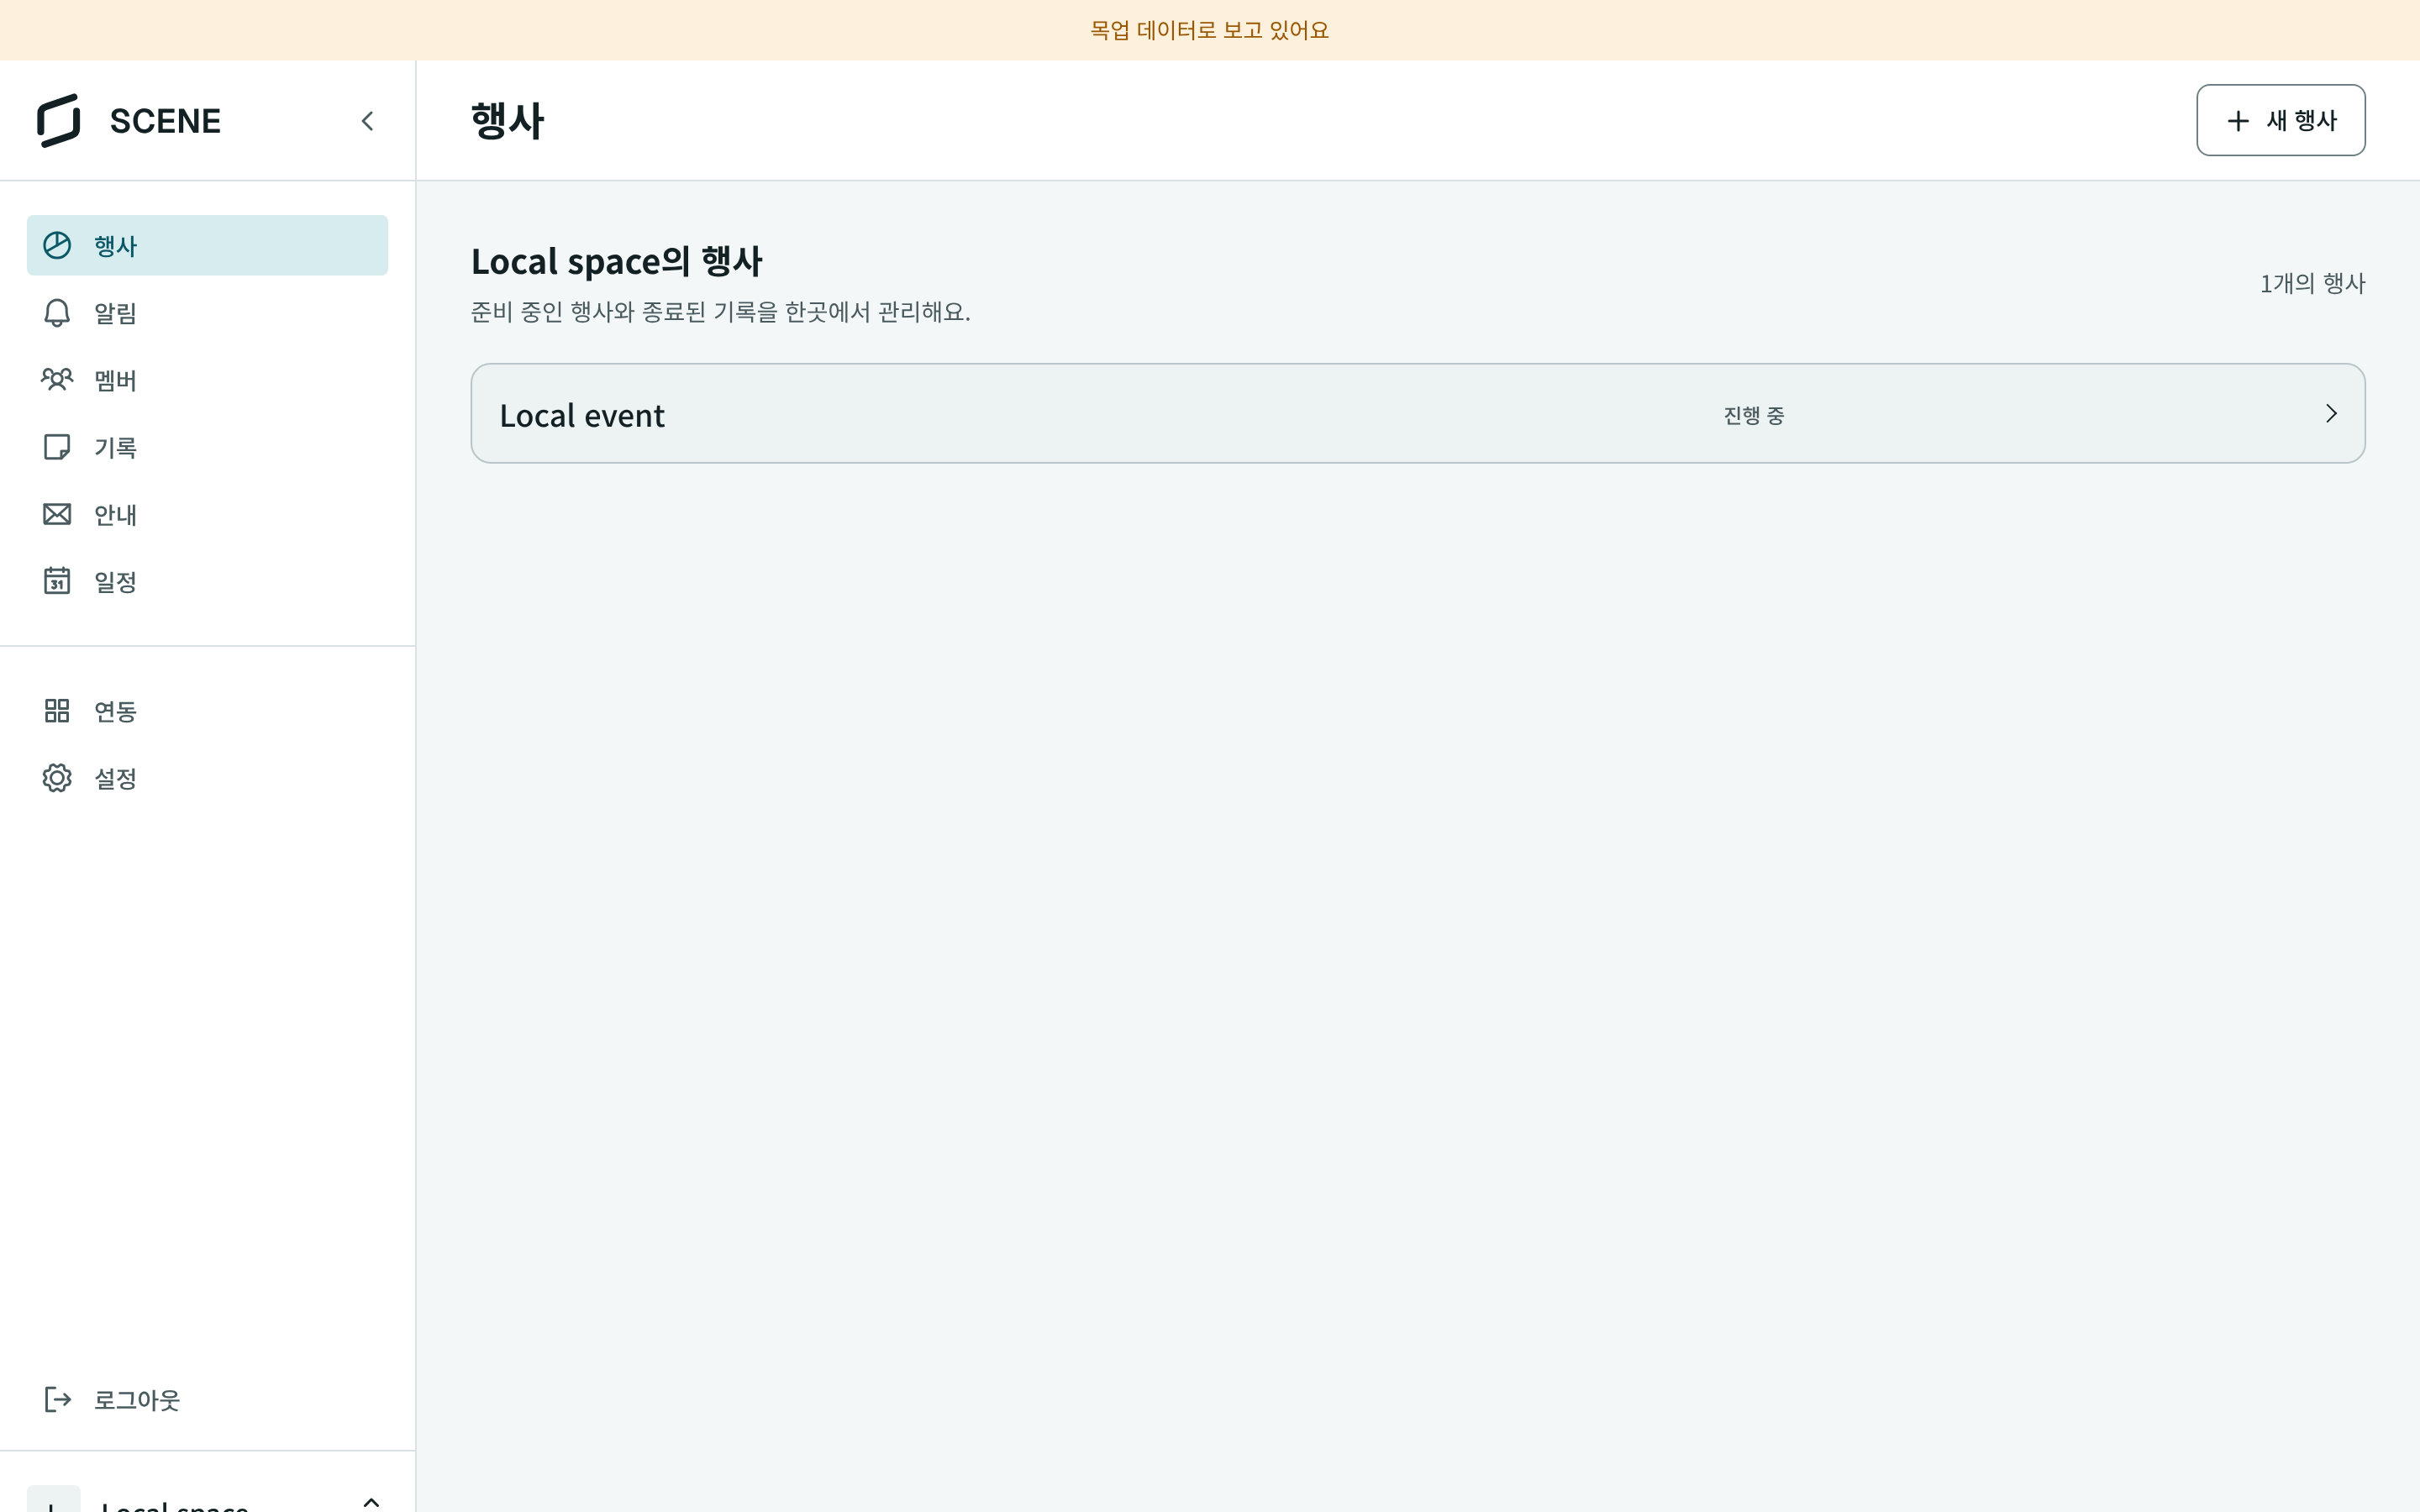 목업 데이터로 보고 있어요
SCENE
행사
새 행사
행사
알림
멤버
기록
안내
31
일정
연동
설정
로그아웃
Local space
Local space의 행사
준비 중인 행사와 종료된 기록을 한곳에서 관리해요.
1개의 행사
Local event
진행 중